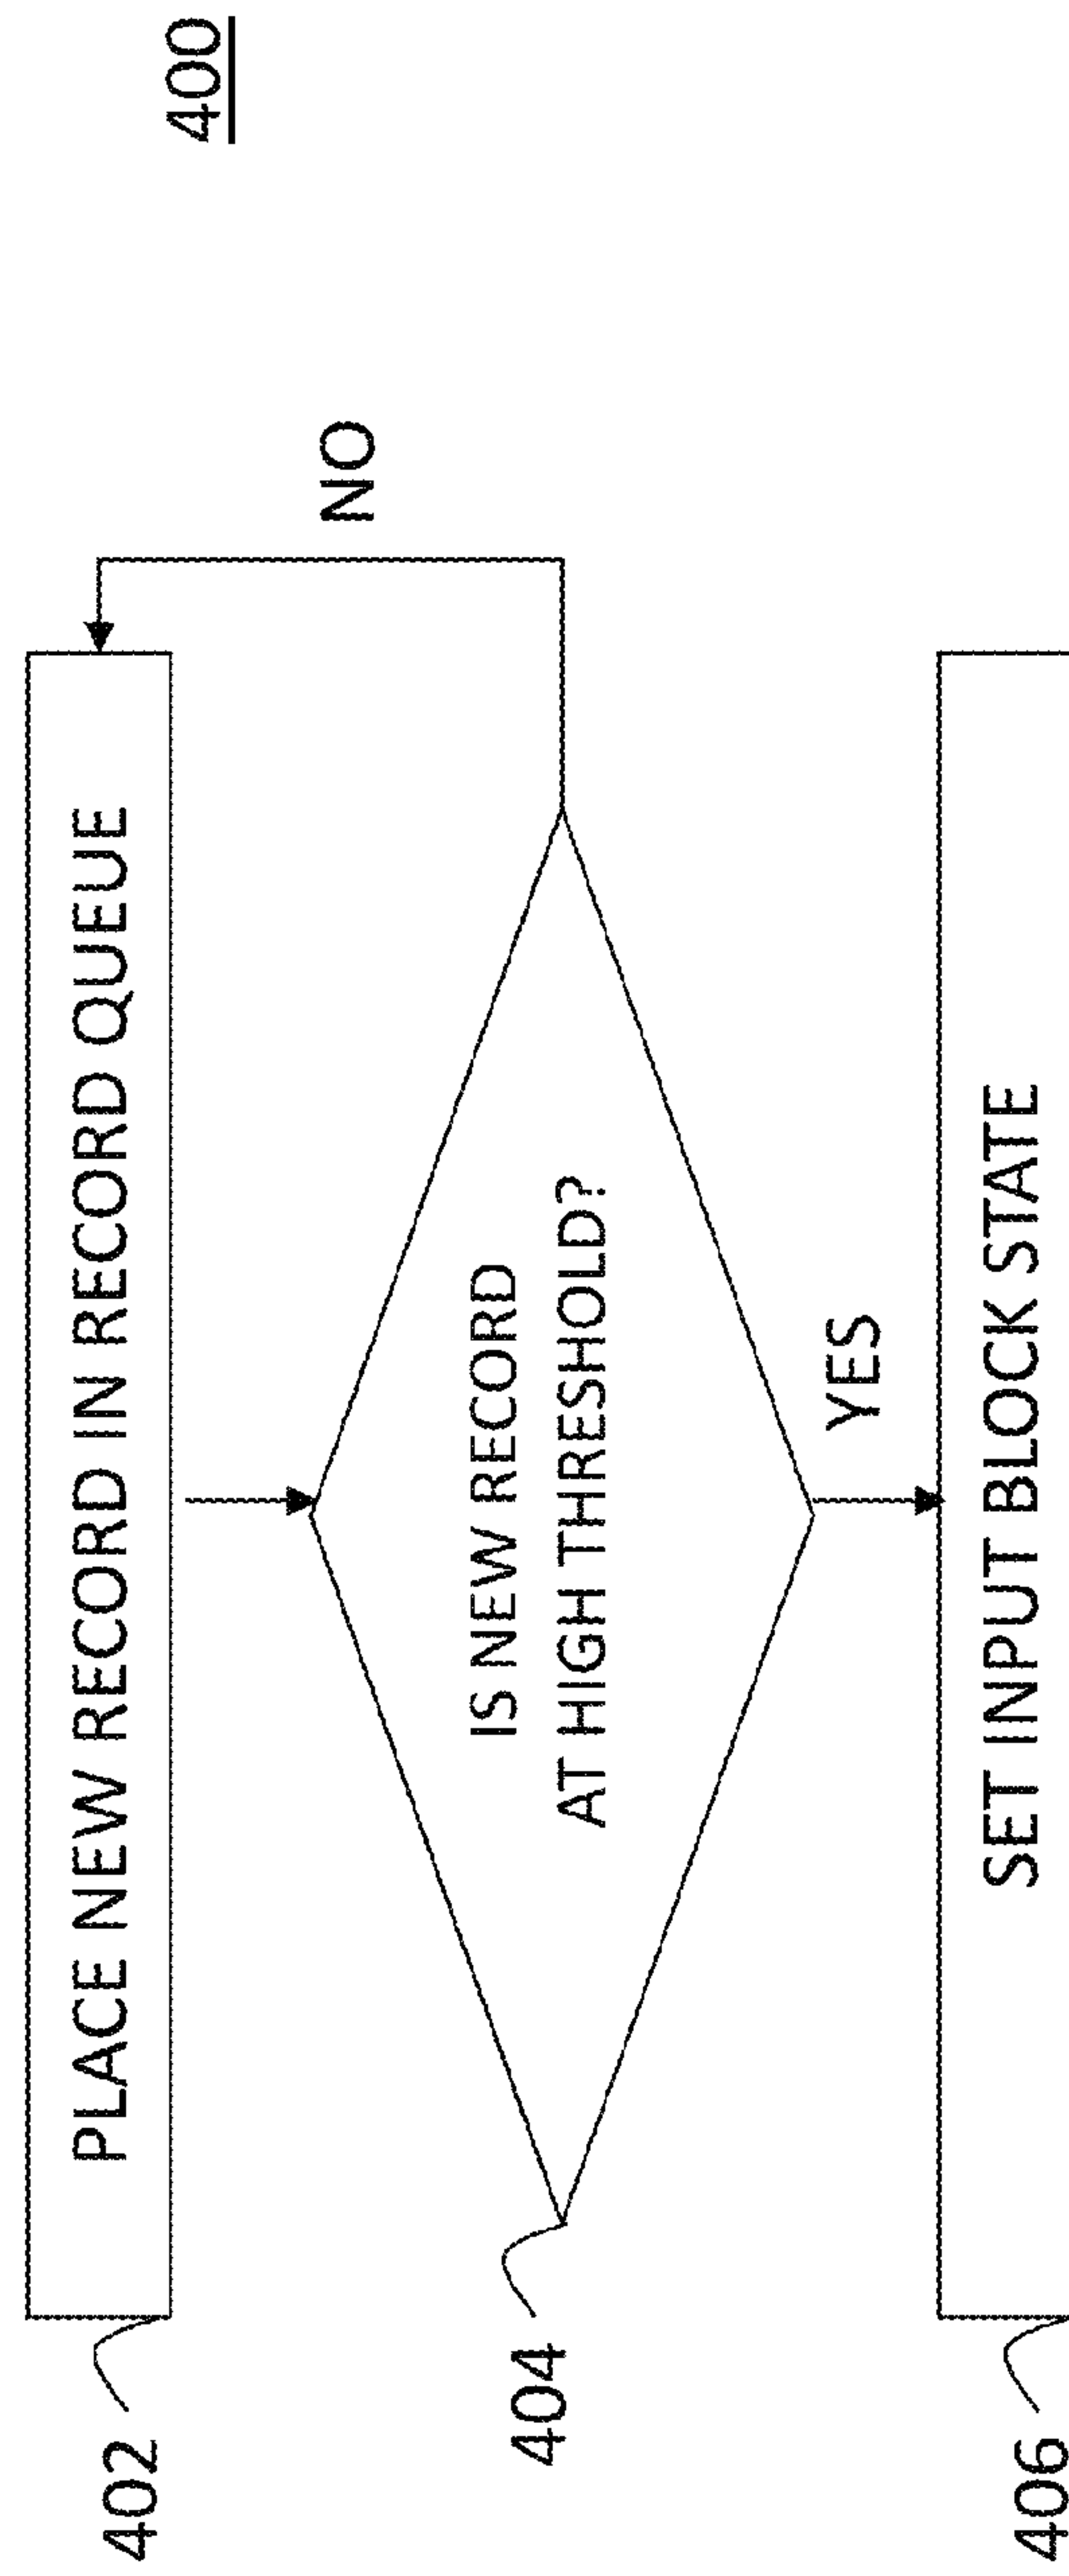 400
402
PLACE NEW RECORD IN RECORD QUEUE
NO
404
IS NEW RECORD
AT HIGH THRESHOLD?
YES
406
SET INPUT BLOCK STATE